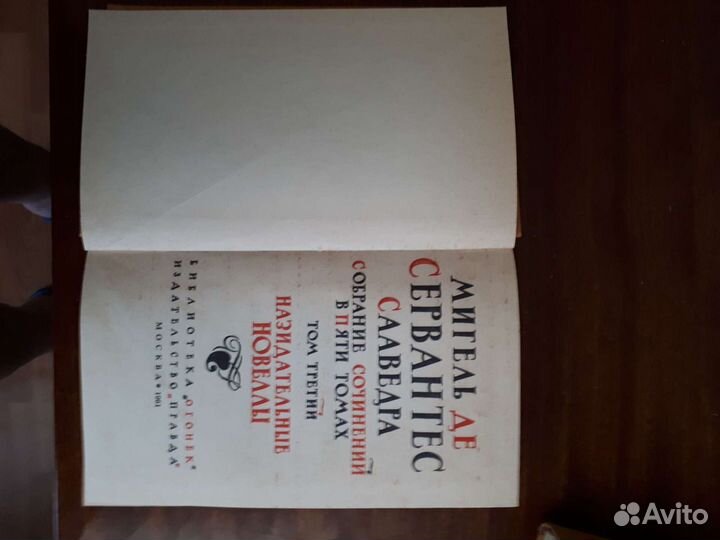 МИГЕЛЬ ДЕ
СЕРВАНТЕС
СААВЕДРА
СОБРАНИЕ СОЧИНЕНИЙ
В ПЯТИ ТОМАХ
ТОМ ТРЕТИЙ
НАЗИДАТЕЛЬНЫЕ
НОВЕЛЛЫ
БИБЛИОТЕКА „ОГОНЕК"
ИЗДАТЕЛЬСТВО „ПРАВДА"
МОСКВА • 1961
Avito